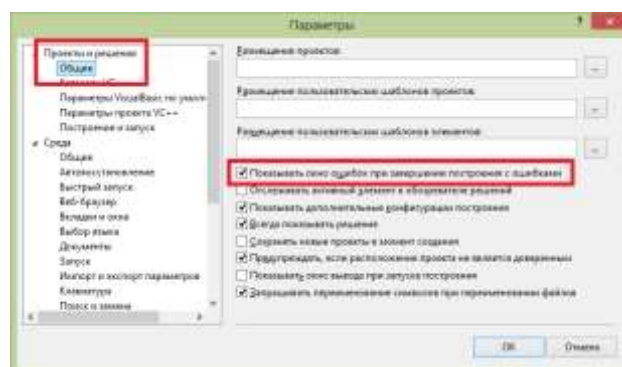 Параметры
?
Проекты и решения
Общие
Параметры VisualBasic по умолч
Параметры проекта VC++
Построение и запуск
Среда
Общие
Автовосстановление
Быстрый запуск
Веб-браузер
Вкладки и окна
Выбор языка
Документы
Запуск
Импорт и экспорт параметров
Клавиатура
Поиск и замена
Размещение проектов:
...
Размещение пользовательских шаблонов проектов:
...
Размещение пользовательских шаблонов элементов:
...
Показывать окно ошибок при завершении построения с ошибками
Отслеживать активный элемент в обозревателе решений
Показывать дополнительные конфигурации построения
Всегда показывать решение
Сохранять новые проекты в момент создания
Предупреждать, если расположение проекта не является доверенным
Показывать окно вывода при запуске построения
Запрашивать переименование символов при переименовании файлов
OK
Отмена